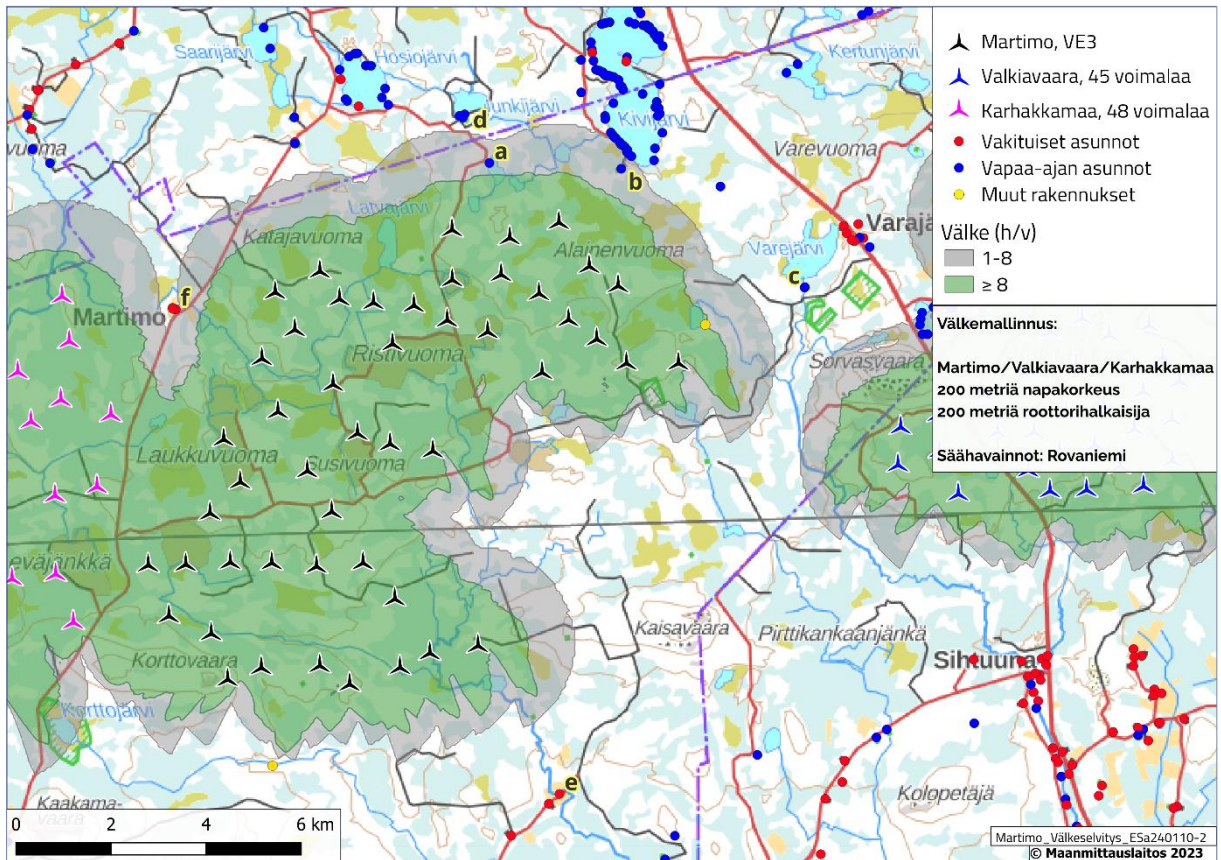 Saarijärvi
Hosiojärvi
Junkijärvi
Kivijärvi
Kertunjärvi
vuoma
d
a
b
Varevuoma
Latvajärvi
Katajavuoma
Alainenvuoma
Varejärvi
Varajä
c
f
Martimo
Ristivuoma
Sorvasvaara
Laukkuvuoma
Susivuoma
eväjänkkä
Korttovaara
Kaisavaara
Pirttikankaanjänkä
Sihtuuna
Korttojärvi
e
Kaakama-
vaara
Kolopetäjä
0 2 4 6 km
Martimo, VE3
Valkiavaara, 45 voimalaa
Karhakkamaa, 48 voimalaa
Vakituiset asunnot
Vapaa-ajan asunnot
Muut rakennukset
Välke (h/v)
1-8
≥ 8
Välkemallinnus:
Martimo/Valkiavaara/Karhakkamaa
200 metriä napakorkeus
200 metriä roottorihalkaisija
Säähavainnot: Rovaniemi
Martimo_Välkeselvitys_ESa240110-2
© Maanmittauslaitos 2023